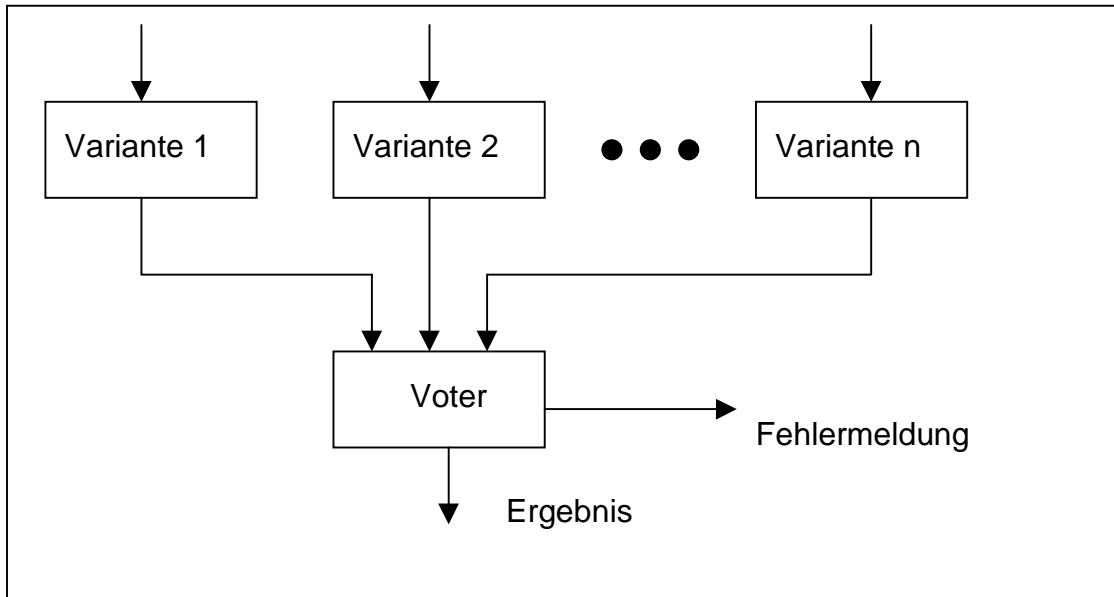 Variante 1
Variante 2
Variante n
Voter
Fehlermeldung
Ergebnis